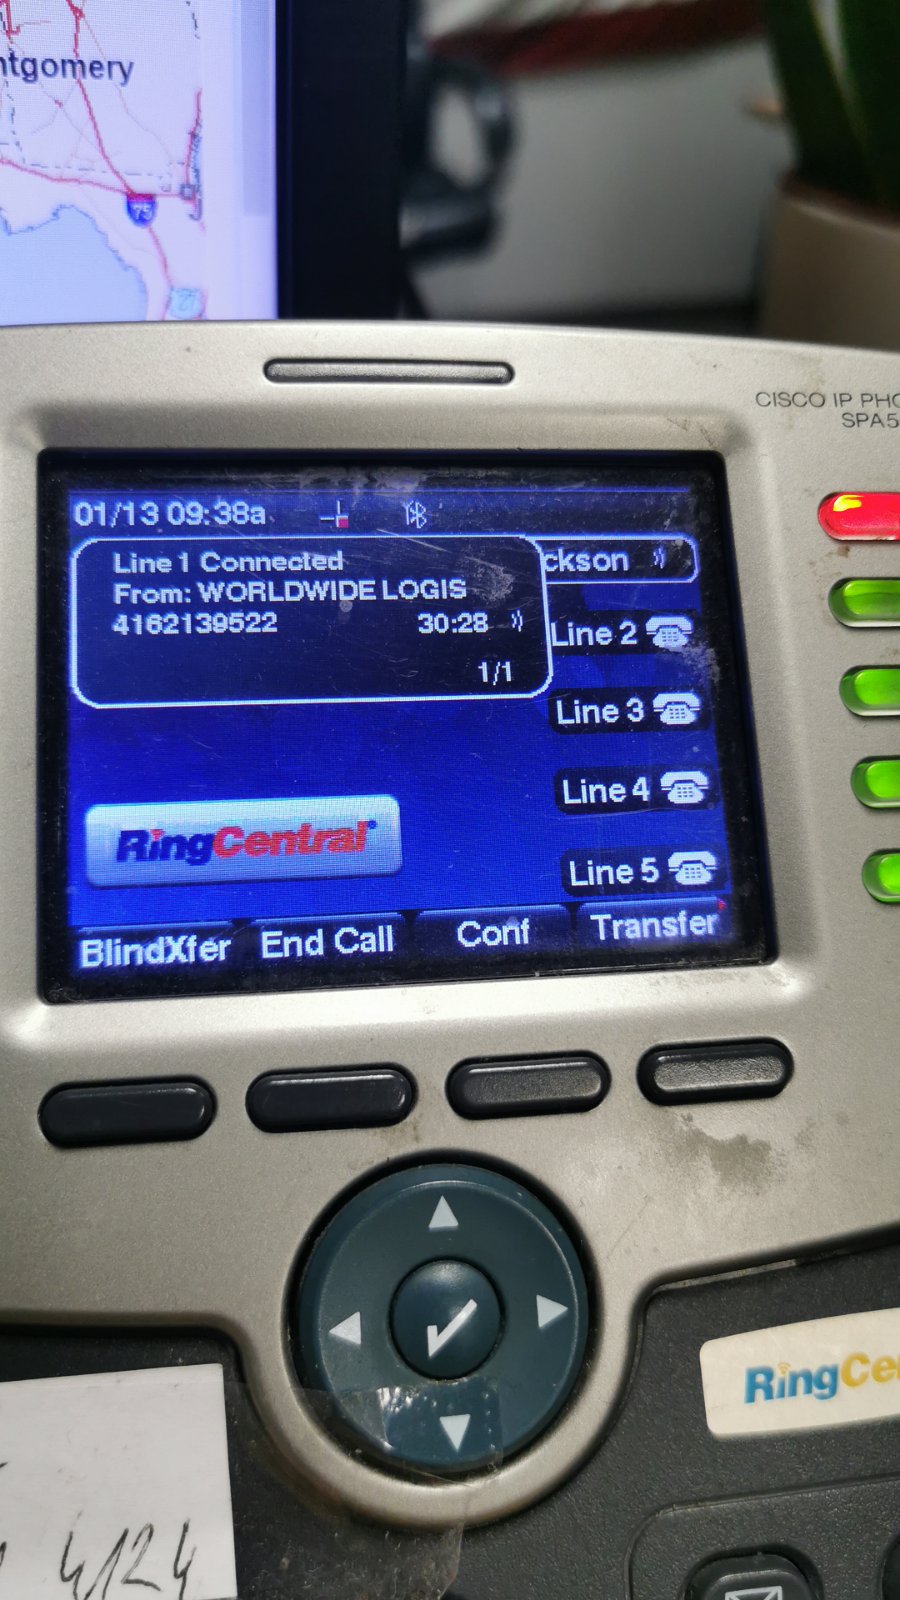 ntgomery
75
CISCO IP PHO
SPA5
01/13 09:38a
Line 1 Connected
From: WORLDWIDE LOGIS
4162139522 30:28
1/1
ckson
Line 2
Line 3
Line 4
Line 5
RingCentral
BlindXfer End Call Conf Transfer
RingCe
4124